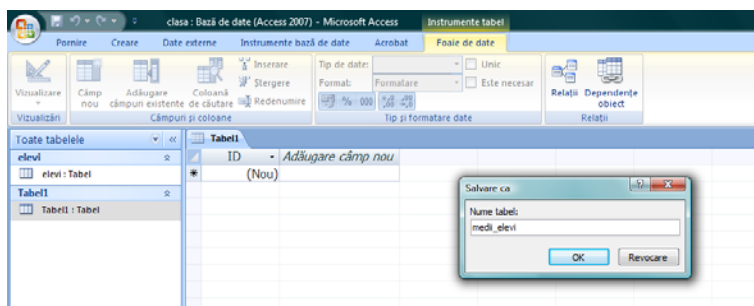 clasa : Bază de date (Access 2007) - Microsoft Access Instrumente tabel
Pornire Creare Date externe Instrumente bază de date Acrobat Foaie de date
Vizualizare
Câmp nou
Adăugare câmpuri existente
Coloană de căutare
Inserare
Ștergere
Redenumire
Tip de date:
Format: Formatare
% 000
Unic
Este necesar
Relații
Dependențe obiect
Vizualizări Câmpuri și coloane Tip și formatare date Relații
Toate tabelele
elevi
elevi : Tabel
Tabel1
Tabel1 : Tabel
Tabel1
ID Adăugare câmp nou
(Nou)
Salvare ca
Nume tabel:
medii_elevi
OK Revocare